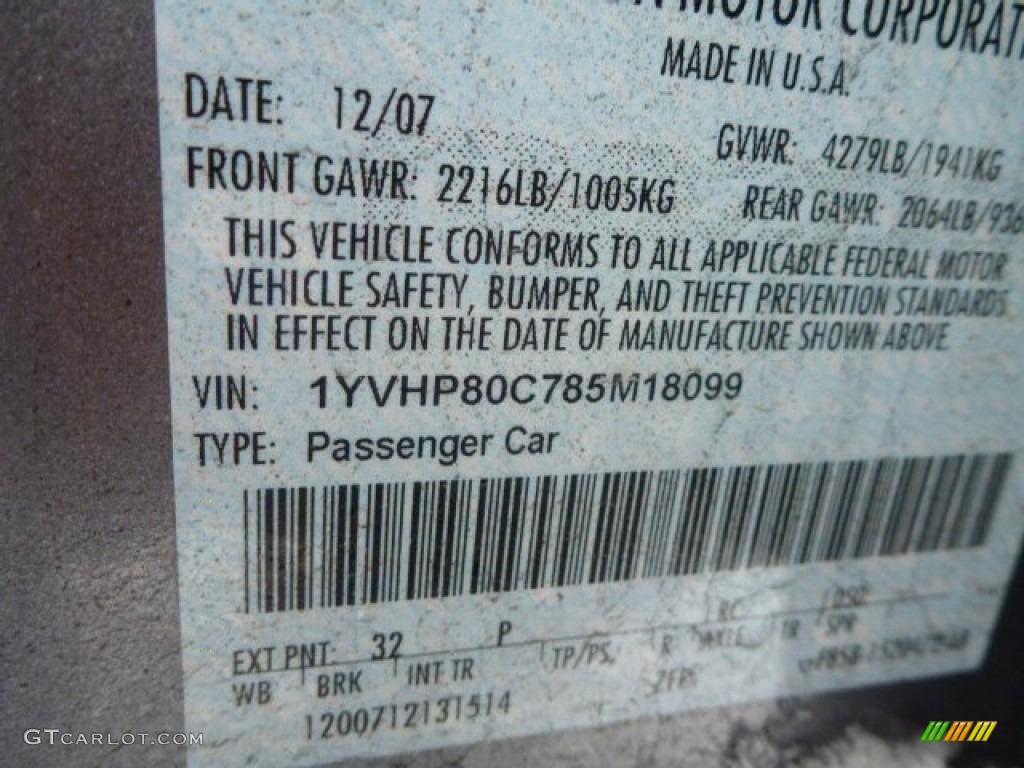 MOTOR CORPORATI
MADE IN U.S.A.
DATE: 12/07
GVWR: 4279LB/1941KG
FRONT GAWR: 2216LB/1005KG
REAR GAWR: 2064LB/936
THIS VEHICLE CONFORMS TO ALL APPLICABLE FEDERAL MOTOR
VEHICLE SAFETY, BUMPER, AND THEFT PREVENTION STANDARDS
IN EFFECT ON THE DATE OF MANUFACTURE SHOWN ABOVE.
VIN: 1YVHP80C785M18099
TYPE: Passenger Car
EXT PNT: 32 P RC DSO
WB BRK INT TR TP/PS. R AXLE TR SPR
1200712131514
GTCARLOT.COM